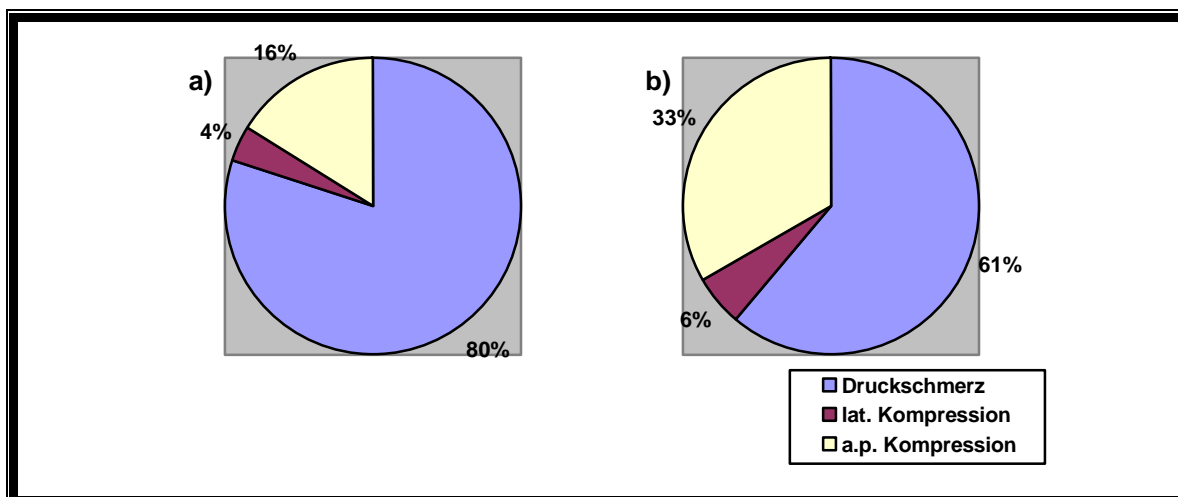 a)
16%
4%
80%
b)
33%
6%
61%
Druckschmerz
lat. Kompression
a.p. Kompression